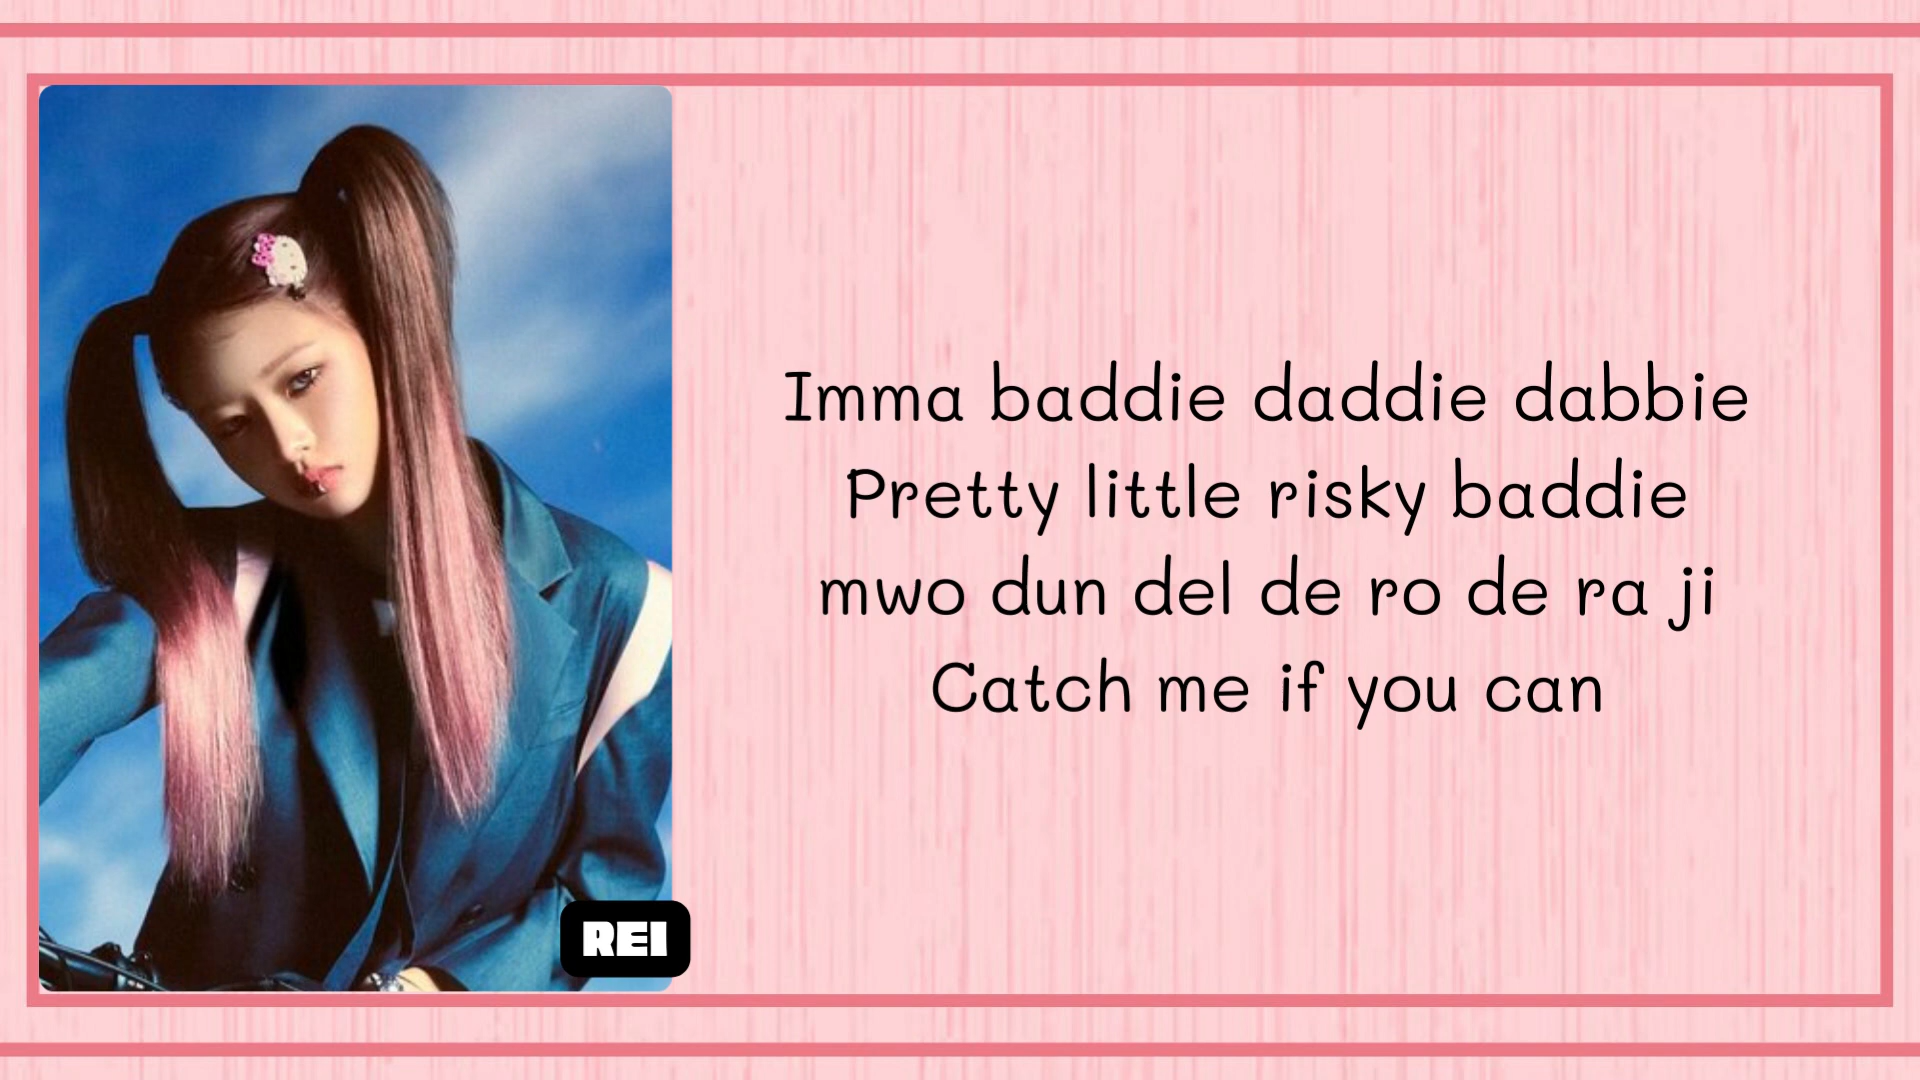 Imma baddie daddie dabbie
Pretty little risky baddie
mwo dun del de ro de ra ji
Catch me if you can
REI